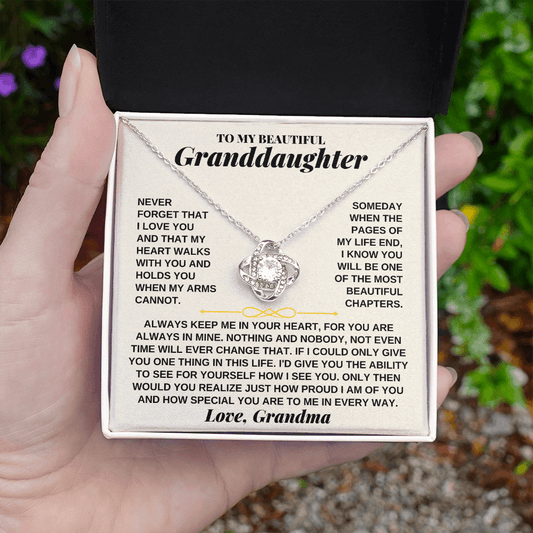 TO MY BEAUTIFUL
Granddaughter
NEVER
FORGET THAT
I LOVE YOU
AND THAT MY
HEART WALKS
WITH YOU AND
HOLDS YOU
WHEN MY ARMS
CANNOT.
SOMEDAY
WHEN THE
PAGES OF
MY LIFE END,
I KNOW YOU
WILL BE ONE
OF THE MOST
BEAUTIFUL
CHAPTERS.
ALWAYS KEEP ME IN YOUR HEART, FOR YOU ARE
ALWAYS IN MINE. NOTHING AND NOBODY, NOT EVEN
TIME WILL EVER CHANGE THAT. IF I COULD ONLY GIVE
YOU ONE THING IN THIS LIFE. I'D GIVE YOU THE ABILITY
TO SEE FOR YOURSELF HOW I SEE YOU. ONLY THEN
WOULD YOU REALIZE JUST HOW PROUD I AM OF YOU
AND HOW SPECIAL YOU ARE TO ME IN EVERY WAY.
Love, Grandma